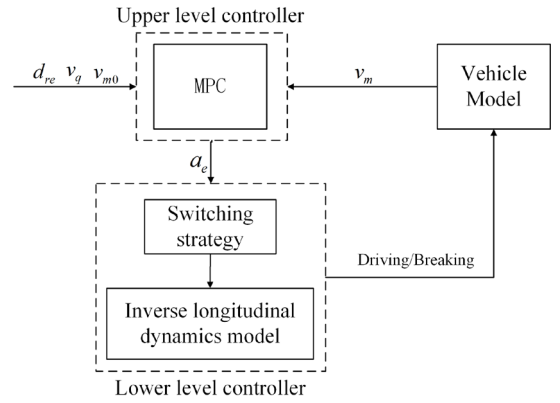 Upper level controller
d_re v_q v_m0
MPC
v_m
Vehicle
Model
a_e
Switching
strategy
Driving/Breaking
Inverse longitudinal
dynamics model
Lower level controller